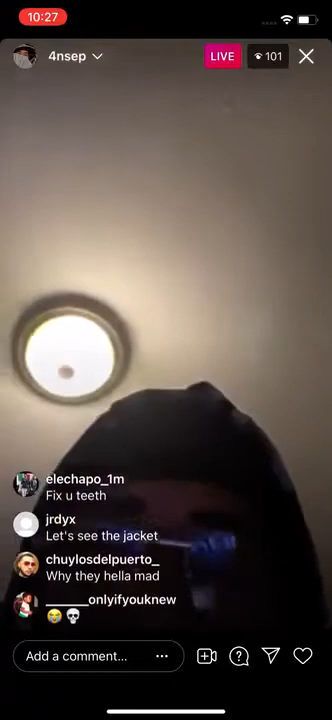 10:27
4nsep
LIVE
101
elechapo_1m
Fix u teeth
jrdyx
Let's see the jacket
chuylosdelpuerto_
Why they hella mad
______onlyifyouknew
😭💀
Add a comment...